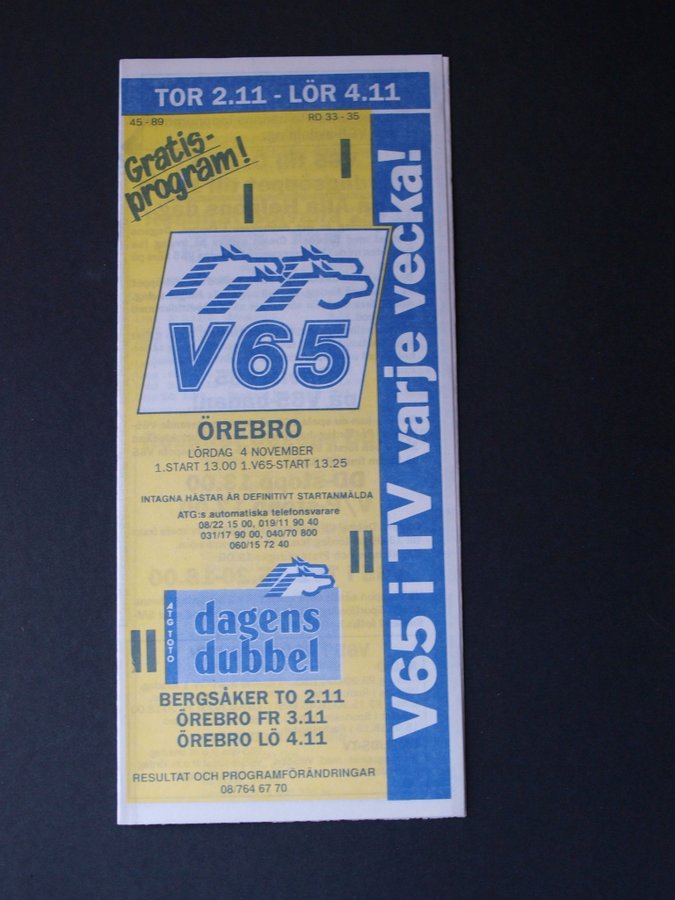 TOR 2.11 - LÖR 4.11
45 - 89
RD 33 - 35
Gratis-
program!
V65
ÖREBRO
LÖRDAG 4 NOVEMBER
1.START 13.00 1.V65-START 13.25
INTAGNA HÄSTAR ÄR DEFINITIVT STARTANMÄLDA
ATG:s automatiska telefonsvarare
08/22 15 00, 019/11 90 40
031/17 90 00, 040/70 800
060/15 72 40
ATG TOTO
dagens
dubbel
BERGSÅKER TO 2.11
ÖREBRO FR 3.11
ÖREBRO LÖ 4.11
RESULTAT OCH PROGRAMFÖRÄNDRINGAR
08/764 67 70
V65 i TV varje vecka!